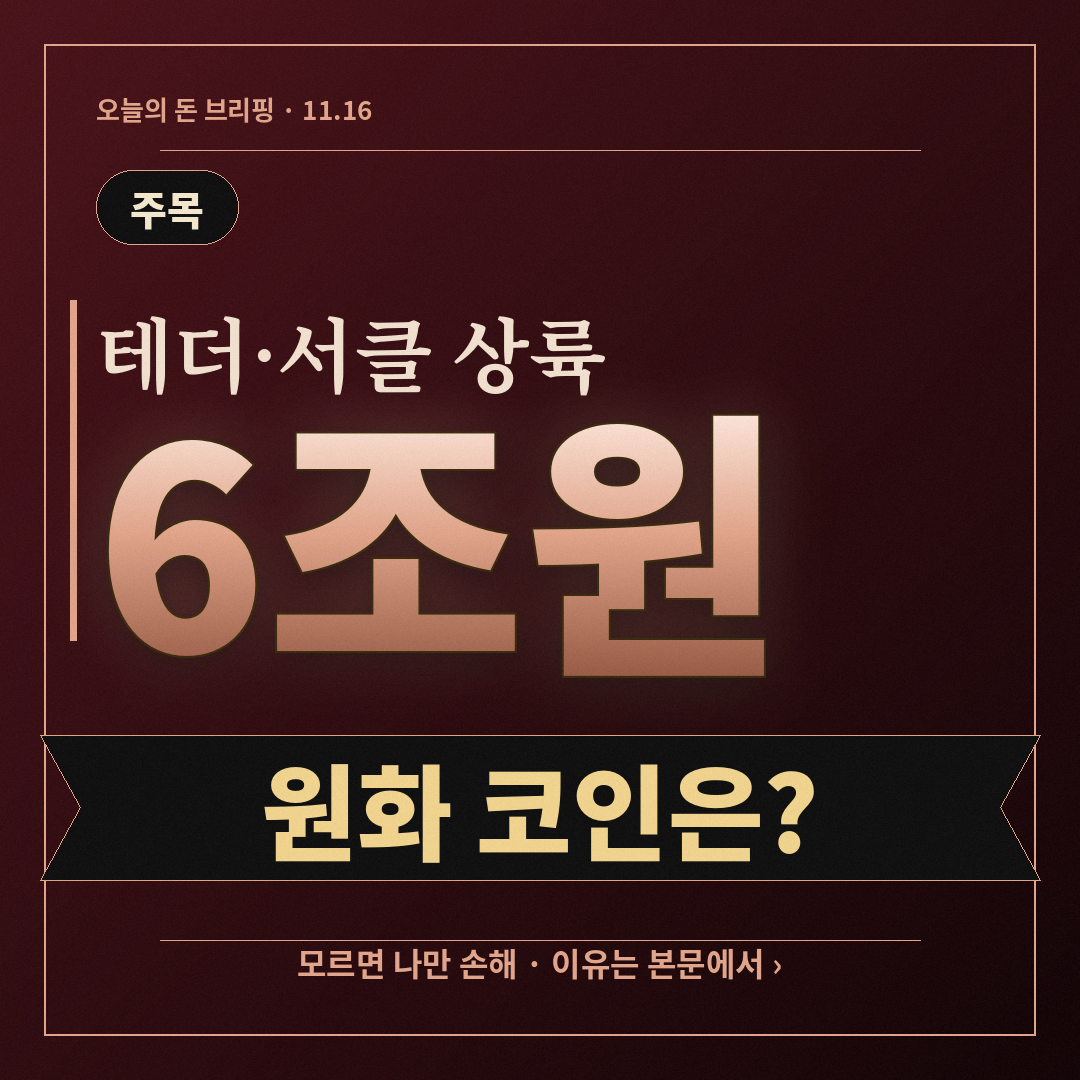 오늘의 돈 브리핑 · 11.16
주목
테더·서클 상륙
6조원
원화 코인은?
모르면 나만 손해 · 이유는 본문에서 ›